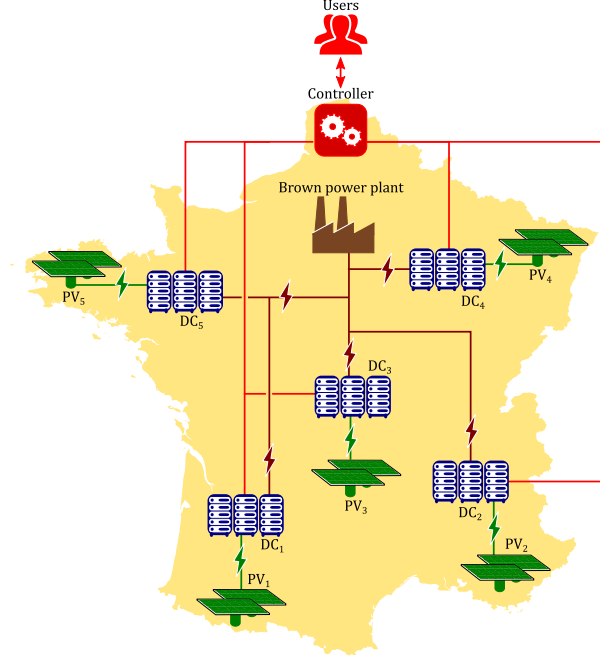 Users
Controller
Brown power plant
PV₄
PV₅
DC₄
DC₅
DC₃
PV₃
DC₂
DC₁
PV₂
PV₁